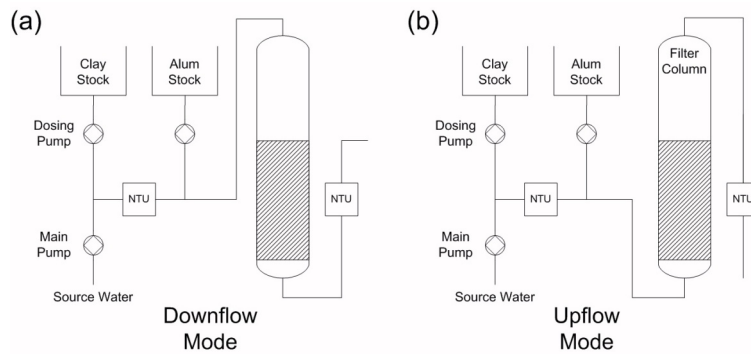 (a)
Clay
Stock
Alum
Stock
Dosing
Pump
NTU
NTU
Main
Pump
Source Water
Downflow
Mode
(b)
Clay
Stock
Alum
Stock
Filter
Column
Dosing
Pump
NTU
NTU
Main
Pump
Source Water
Upflow
Mode